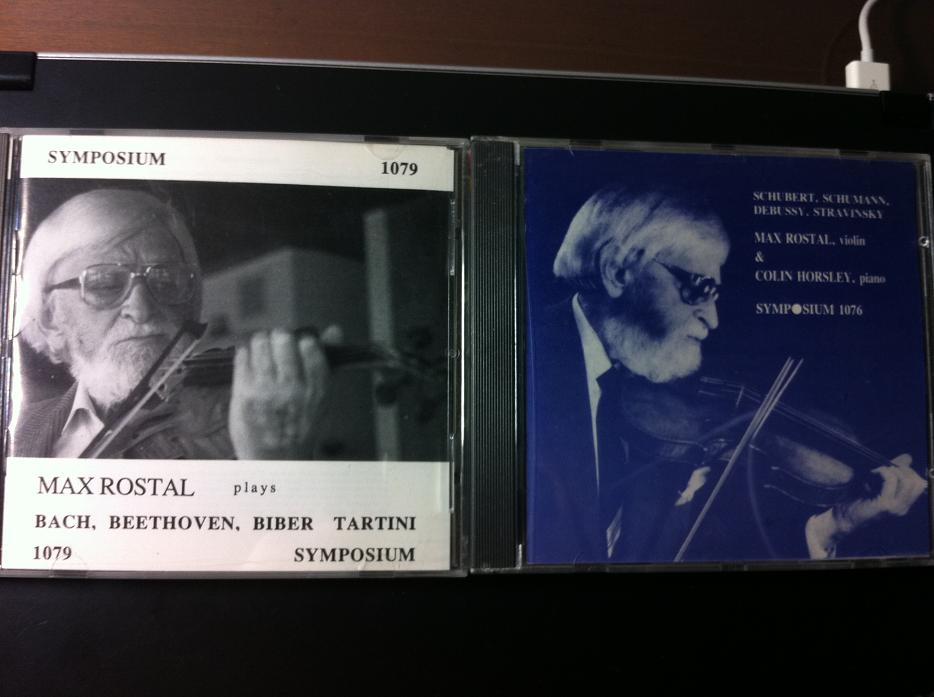 SYMPOSIUM
1079
MAX ROSTAL plays
BACH, BEETHOVEN, BIBER TARTINI
1079 SYMPOSIUM
SCHUBERT, SCHUMANN,
DEBUSSY, STRAVINSKY
MAX ROSTAL, violin
&
COLIN HORSLEY, piano
SYMPOSIUM 1076